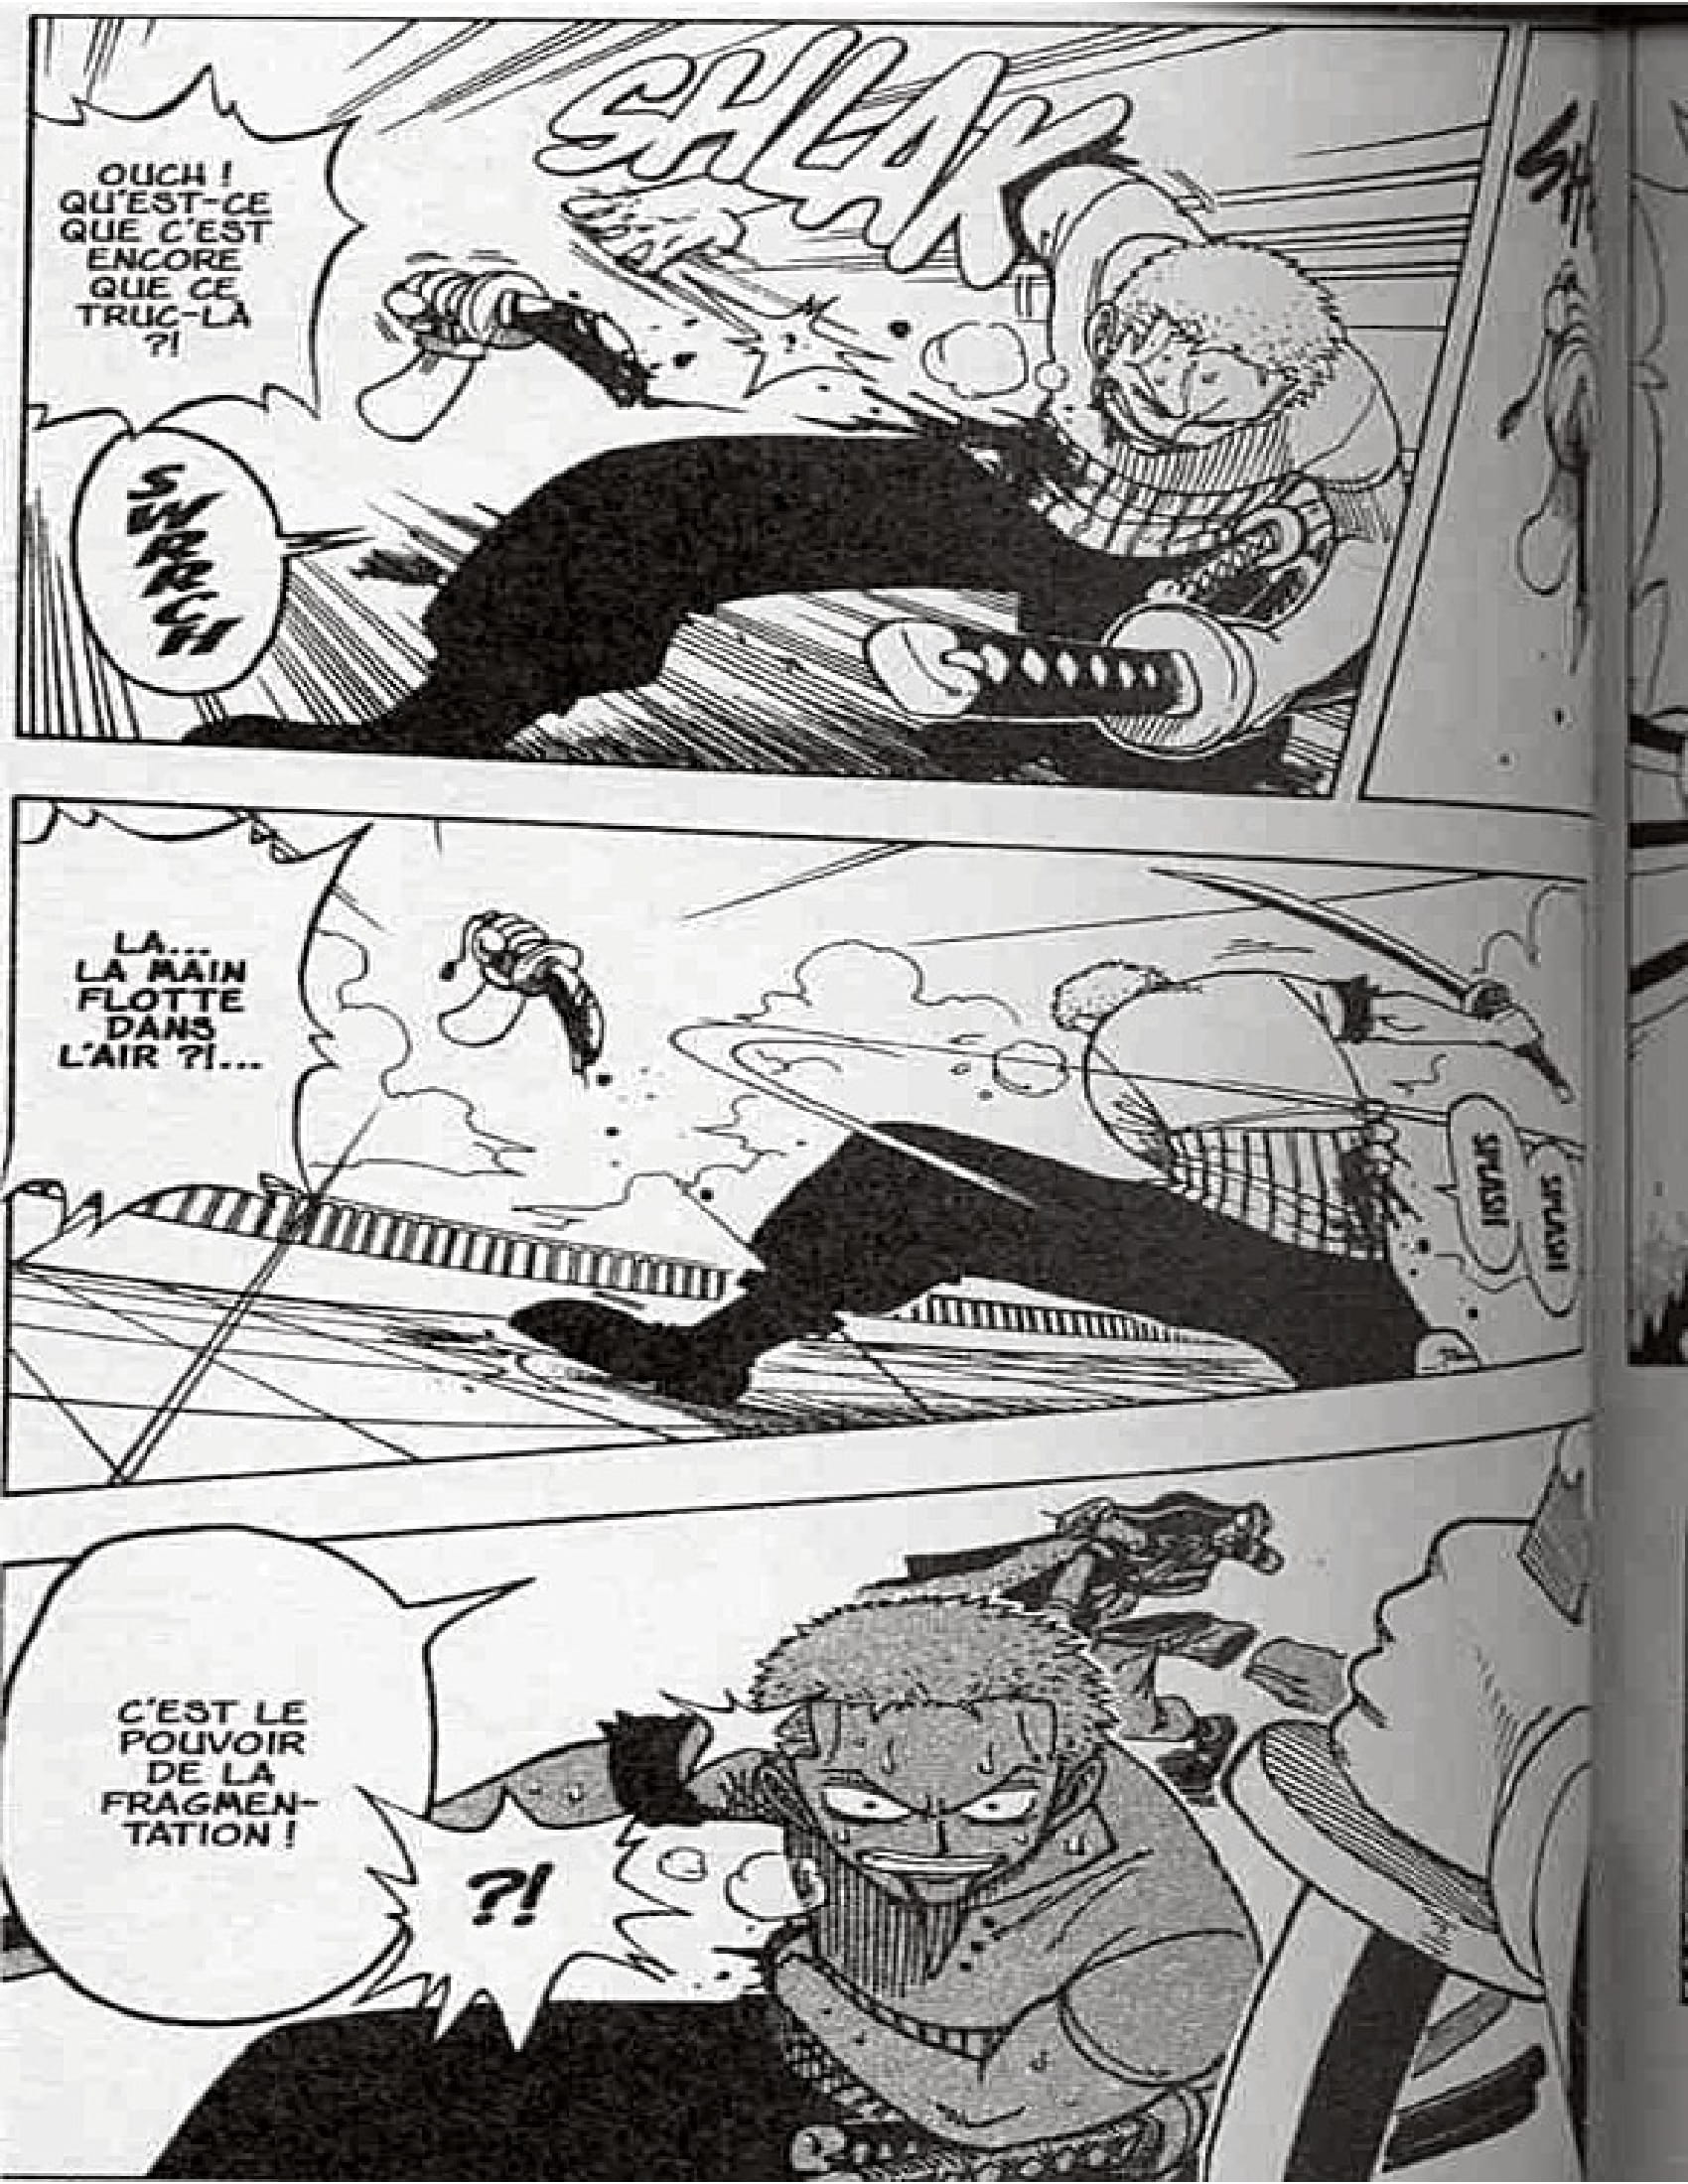 SHLAK
OUCH !
QU'EST-CE
QUE C'EST
ENCORE
QUE CE
TRUC-LÀ
?!
SWRRCH
LA...
LA MAIN
FLOTTE
DANS
L'AIR ?!...
SPLASH
SPLASH
C'EST LE
POUVOIR
DE LA
FRAGMEN-
TATION !
?!